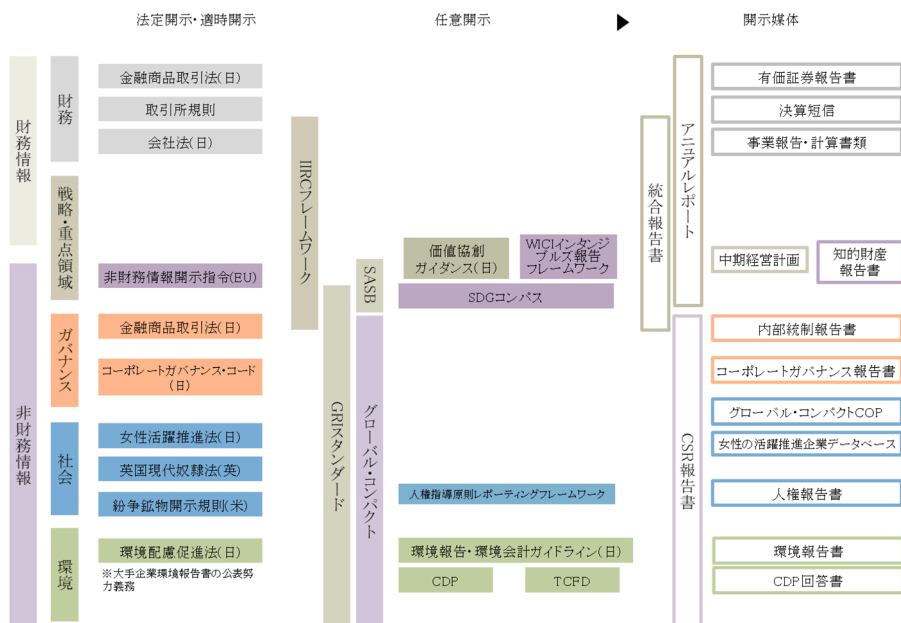 法定開示・適時開示
任意開示
開示媒体
財務情報
非財務情報
財務
戦略・重点領域
ガバナンス
社会
環境
金融商品取引法(日)
取引所規則
会社法(日)
非財務情報開示指令(EU)
金融商品取引法(日)
コーポレートガバナンス・コード
(日)
女性活躍推進法(日)
英国現代奴隷法(英)
紛争鉱物開示規則(米)
環境配慮促進法(日)
※大手企業環境報告書の公表努
力義務
IIRCフレームワーク
GRIスタンダード
SASB
グローバル・コンパクト
価値協創
ガイダンス(日)
WICIインタンジ
ブルズ報告
フレームワーク
SDGコンパス
人権指導原則レポーティングフレームワーク
環境報告・環境会計ガイドライン(日)
CDP
TCFD
統合報告書
アニュアルレポート
CSR報告書
有価証券報告書
決算短信
事業報告・計算書類
中期経営計画
知的財産
報告書
内部統制報告書
コーポレートガバナンス報告書
グローバル・コンパクトCOP
女性の活躍推進企業データベース
人権報告書
環境報告書
CDP回答書